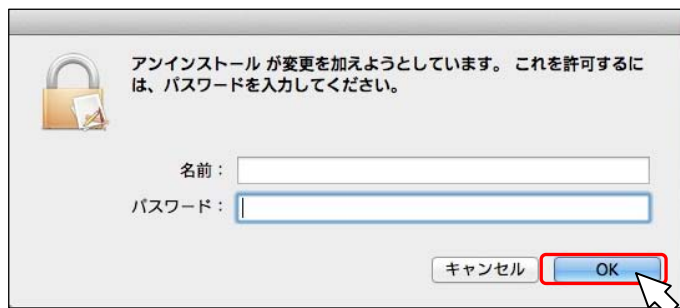 アンインストール が変更を加えようとしています。 これを許可するに
は、パスワードを入力してください。
名前：
パスワード：
キャンセル OK